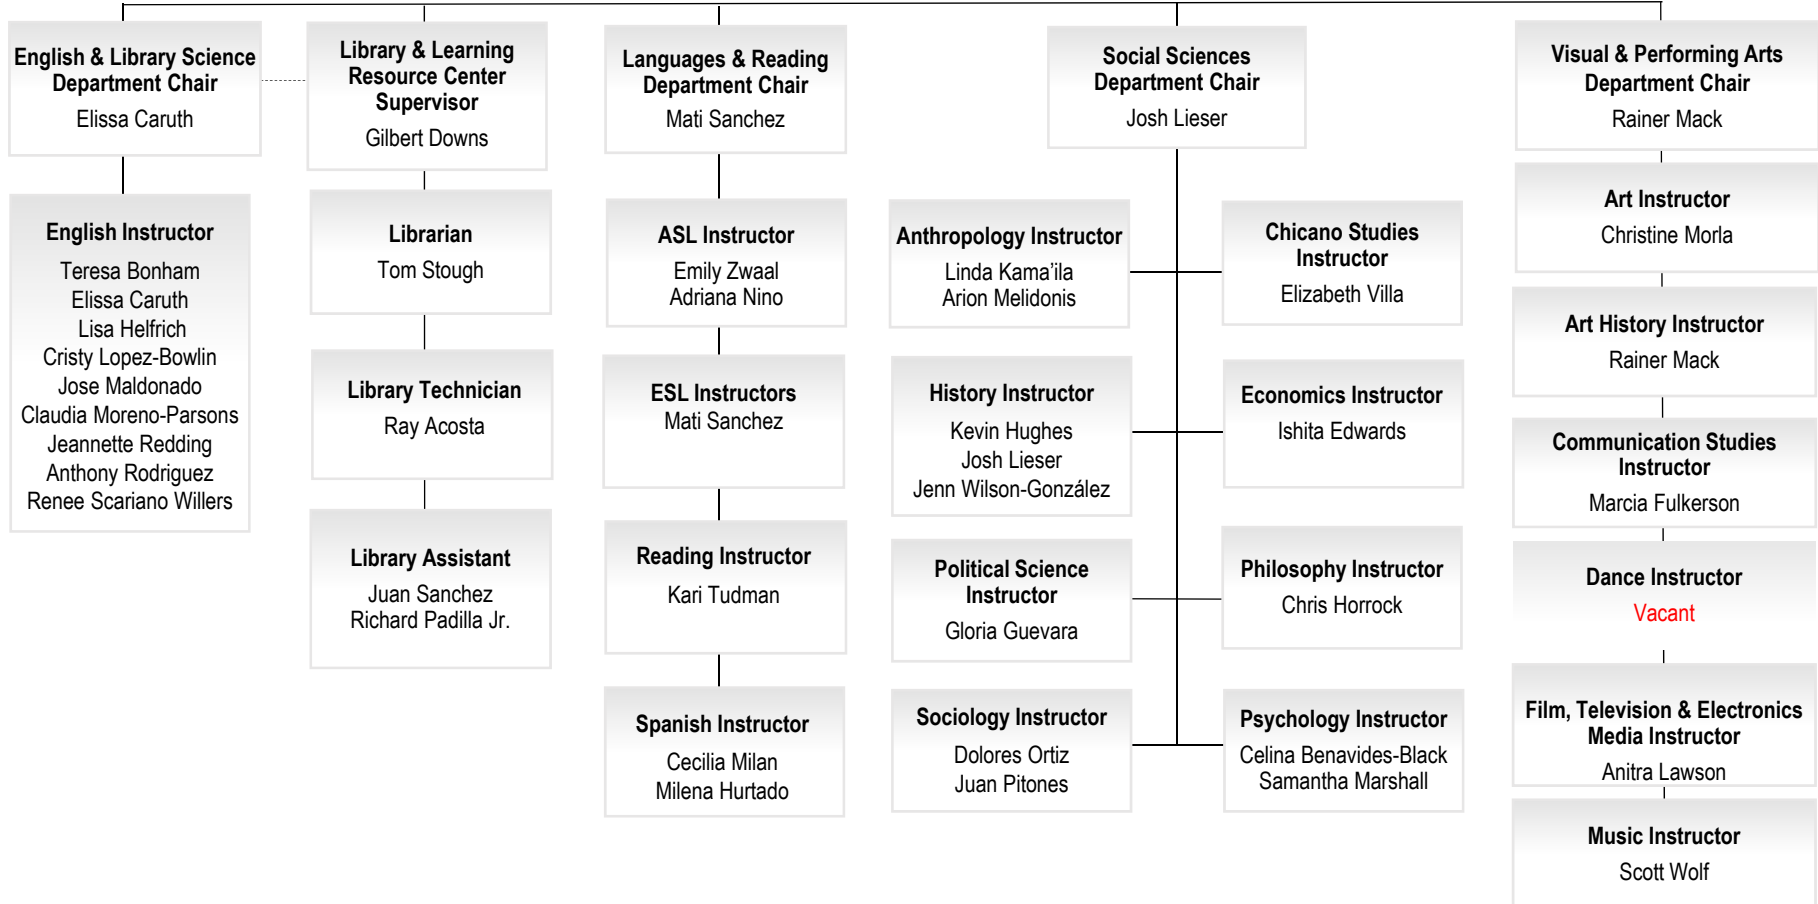 English & Library Science
Department Chair
Elissa Caruth
English Instructor
Teresa Bonham
Elissa Caruth
Lisa Helfrich
Cristy Lopez-Bowlin
Jose Maldonado
Claudia Moreno-Parsons
Jeannette Redding
Anthony Rodriguez
Renee Scariano Willers
Library & Learning
Resource Center
Supervisor
Gilbert Downs
Librarian
Tom Stough
Library Technician
Ray Acosta
Library Assistant
Juan Sanchez
Richard Padilla Jr.
Languages & Reading
Department Chair
Mati Sanchez
ASL Instructor
Emily Zwaal
Adriana Nino
ESL Instructors
Mati Sanchez
Reading Instructor
Kari Tudman
Spanish Instructor
Cecilia Milan
Milena Hurtado
Social Sciences
Department Chair
Josh Lieser
Anthropology Instructor
Linda Kama’ila
Arion Melidonis
Chicano Studies
Instructor
Elizabeth Villa
History Instructor
Kevin Hughes
Josh Lieser
Jenn Wilson-González
Economics Instructor
Ishita Edwards
Political Science
Instructor
Gloria Guevara
Philosophy Instructor
Chris Horrock
Sociology Instructor
Dolores Ortiz
Juan Pitones
Psychology Instructor
Celina Benavides-Black
Samantha Marshall
Visual & Performing Arts
Department Chair
Rainer Mack
Art Instructor
Christine Morla
Art History Instructor
Rainer Mack
Communication Studies
Instructor
Marcia Fulkerson
Dance Instructor
Vacant
Film, Television & Electronics
Media Instructor
Anitra Lawson
Music Instructor
Scott Wolf